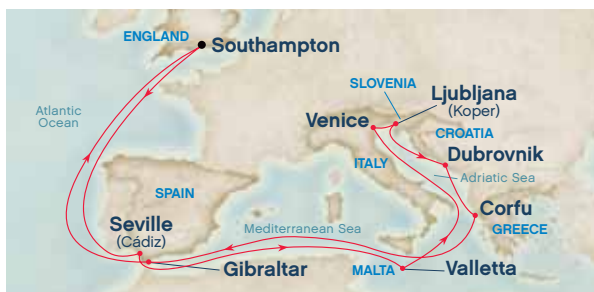 ENGLAND
Southampton
Atlantic
Ocean
SLOVENIA
Ljubljana
(Koper)
Venice
CROATIA
ITALY
Dubrovnik
Adriatic Sea
SPAIN
Corfu
GREECE
Seville
(Cádiz)
Mediterranean Sea
Gibraltar
MALTA
Valletta